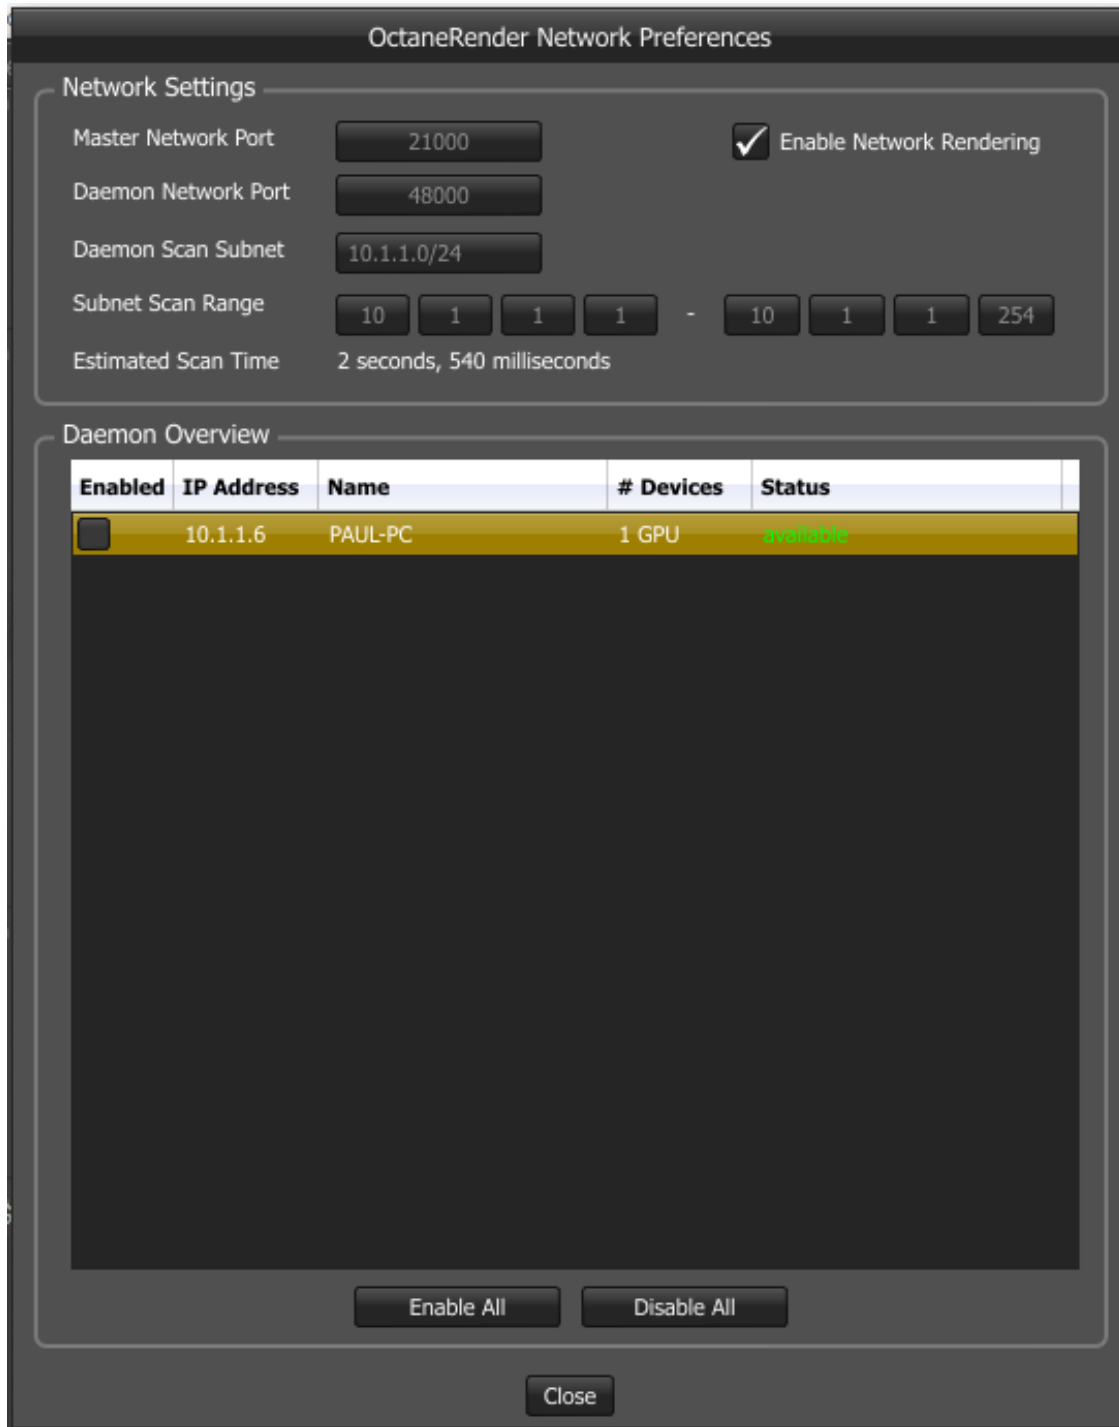 OctaneRender Network Preferences
Network Settings
Master Network Port 21000 Enable Network Rendering
Daemon Network Port 48000
Daemon Scan Subnet 10.1.1.0/24
Subnet Scan Range 10 1 1 1 - 10 1 1 254
Estimated Scan Time 2 seconds, 540 milliseconds
Daemon Overview
Enabled IP Address Name # Devices Status
10.1.1.6 PAUL-PC 1 GPU available
Enable All Disable All
Close